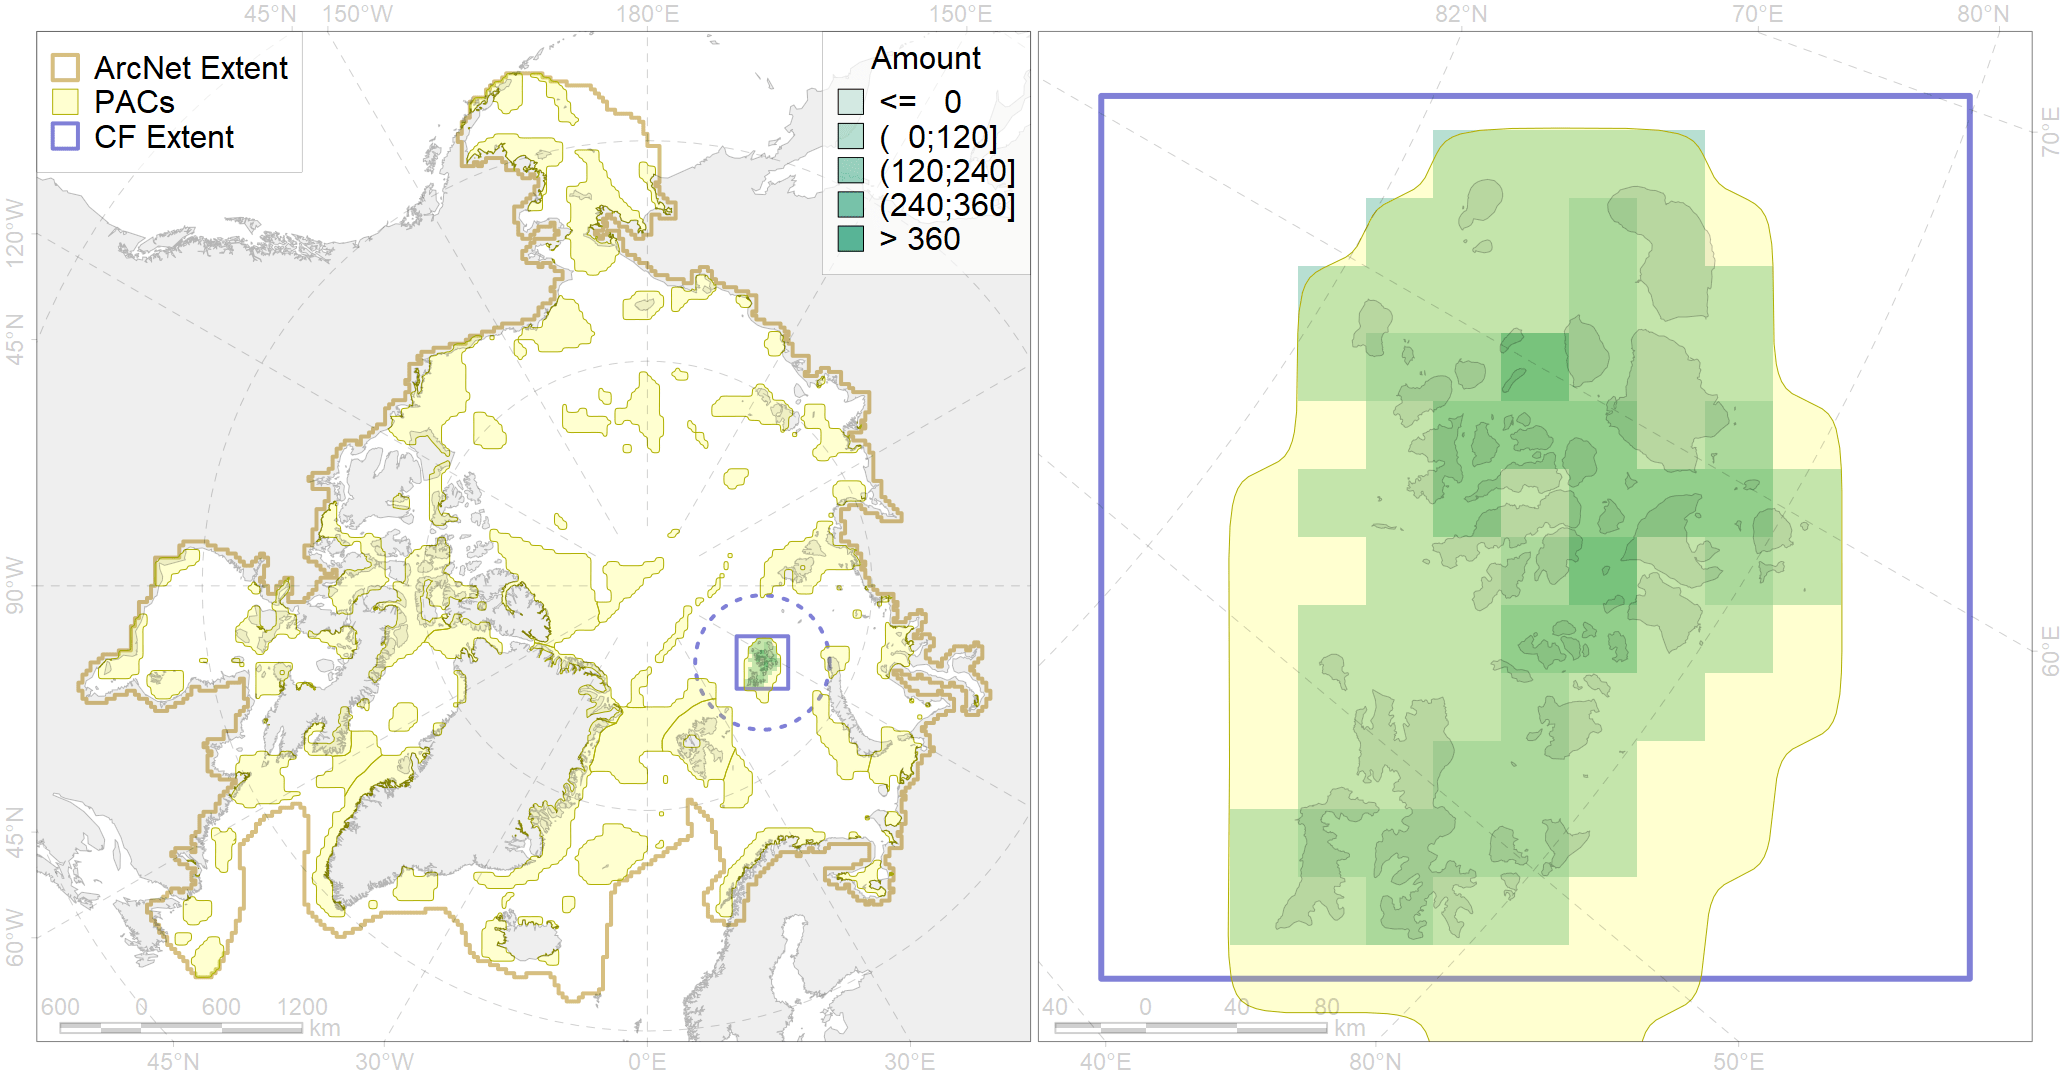 45°N 150°W 180°E 150°E 82°N 70°E 80°N
ArcNet Extent
PACs
CF Extent
Amount
<= 0
( 0;120]
(120;240]
(240;360]
> 360
120°W
45°N
90°W
45°N
60°W
70°E
60°E
600 0 600 1200
km
40 0 40 80
km
45°N 30°W 0°E 30°E 40°E 80°N 50°E